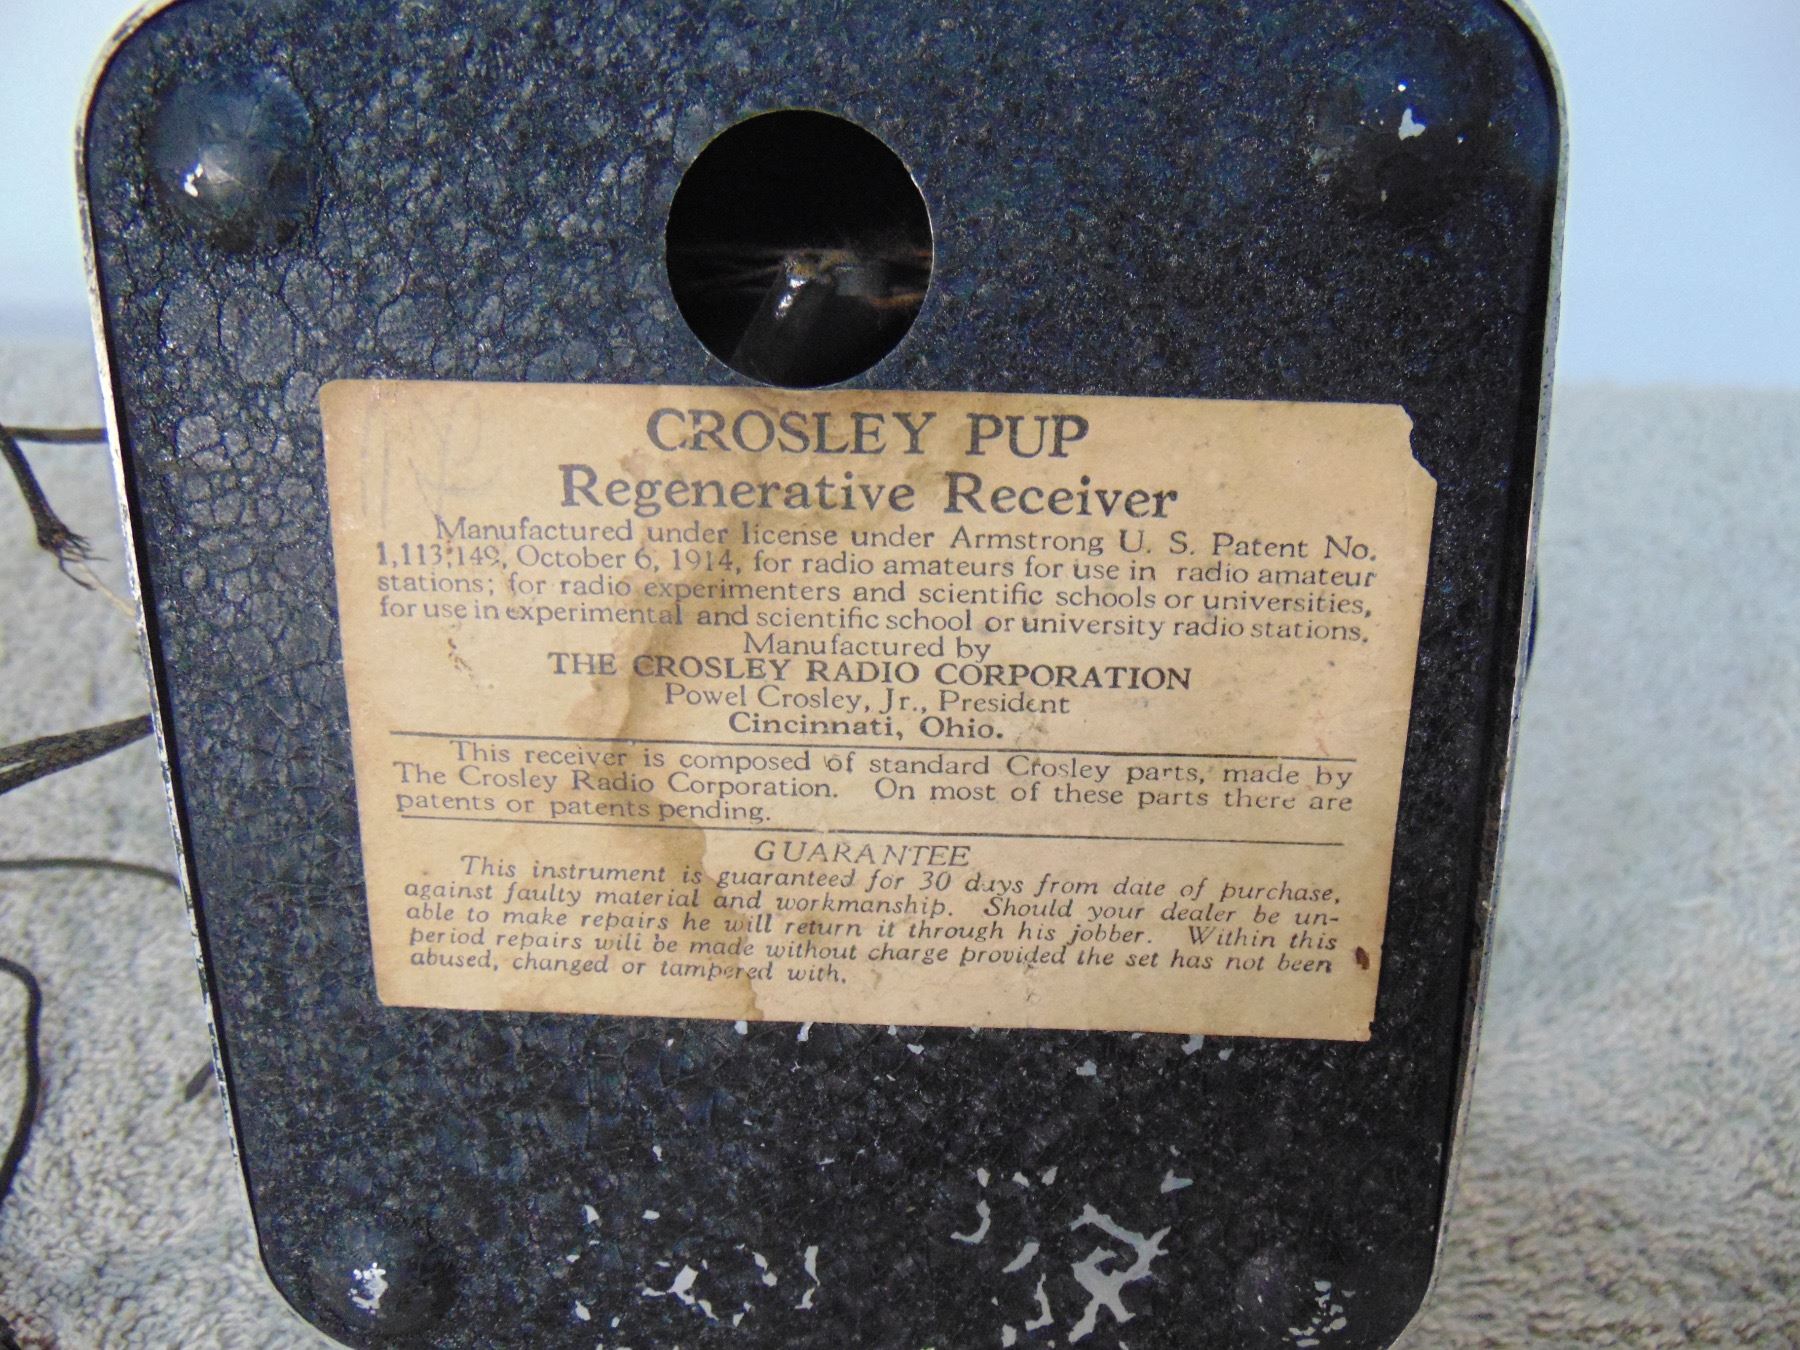 CROSLEY PUP
Regenerative Receiver
Manufactured under license under Armstrong U. S. Patent No.
1,113,149, October 6, 1914, for radio amateurs for use in radio amateur
stations; for radio experimenters and scientific schools or universities,
for use in experimental and scientific school or university radio stations.
Manufactured by
THE CROSLEY RADIO CORPORATION
Powel Crosley, Jr., President
Cincinnati, Ohio.
This receiver is composed of standard Crosley parts, made by
The Crosley Radio Corporation. On most of these parts there are
patents or patents pending.
GUARANTEE
This instrument is guaranteed for 30 days from date of purchase,
against faulty material and workmanship. Should your dealer be un-
able to make repairs he will return it through his jobber. Within this
period repairs will be made without charge provided the set has not been
abused, changed or tampered with.